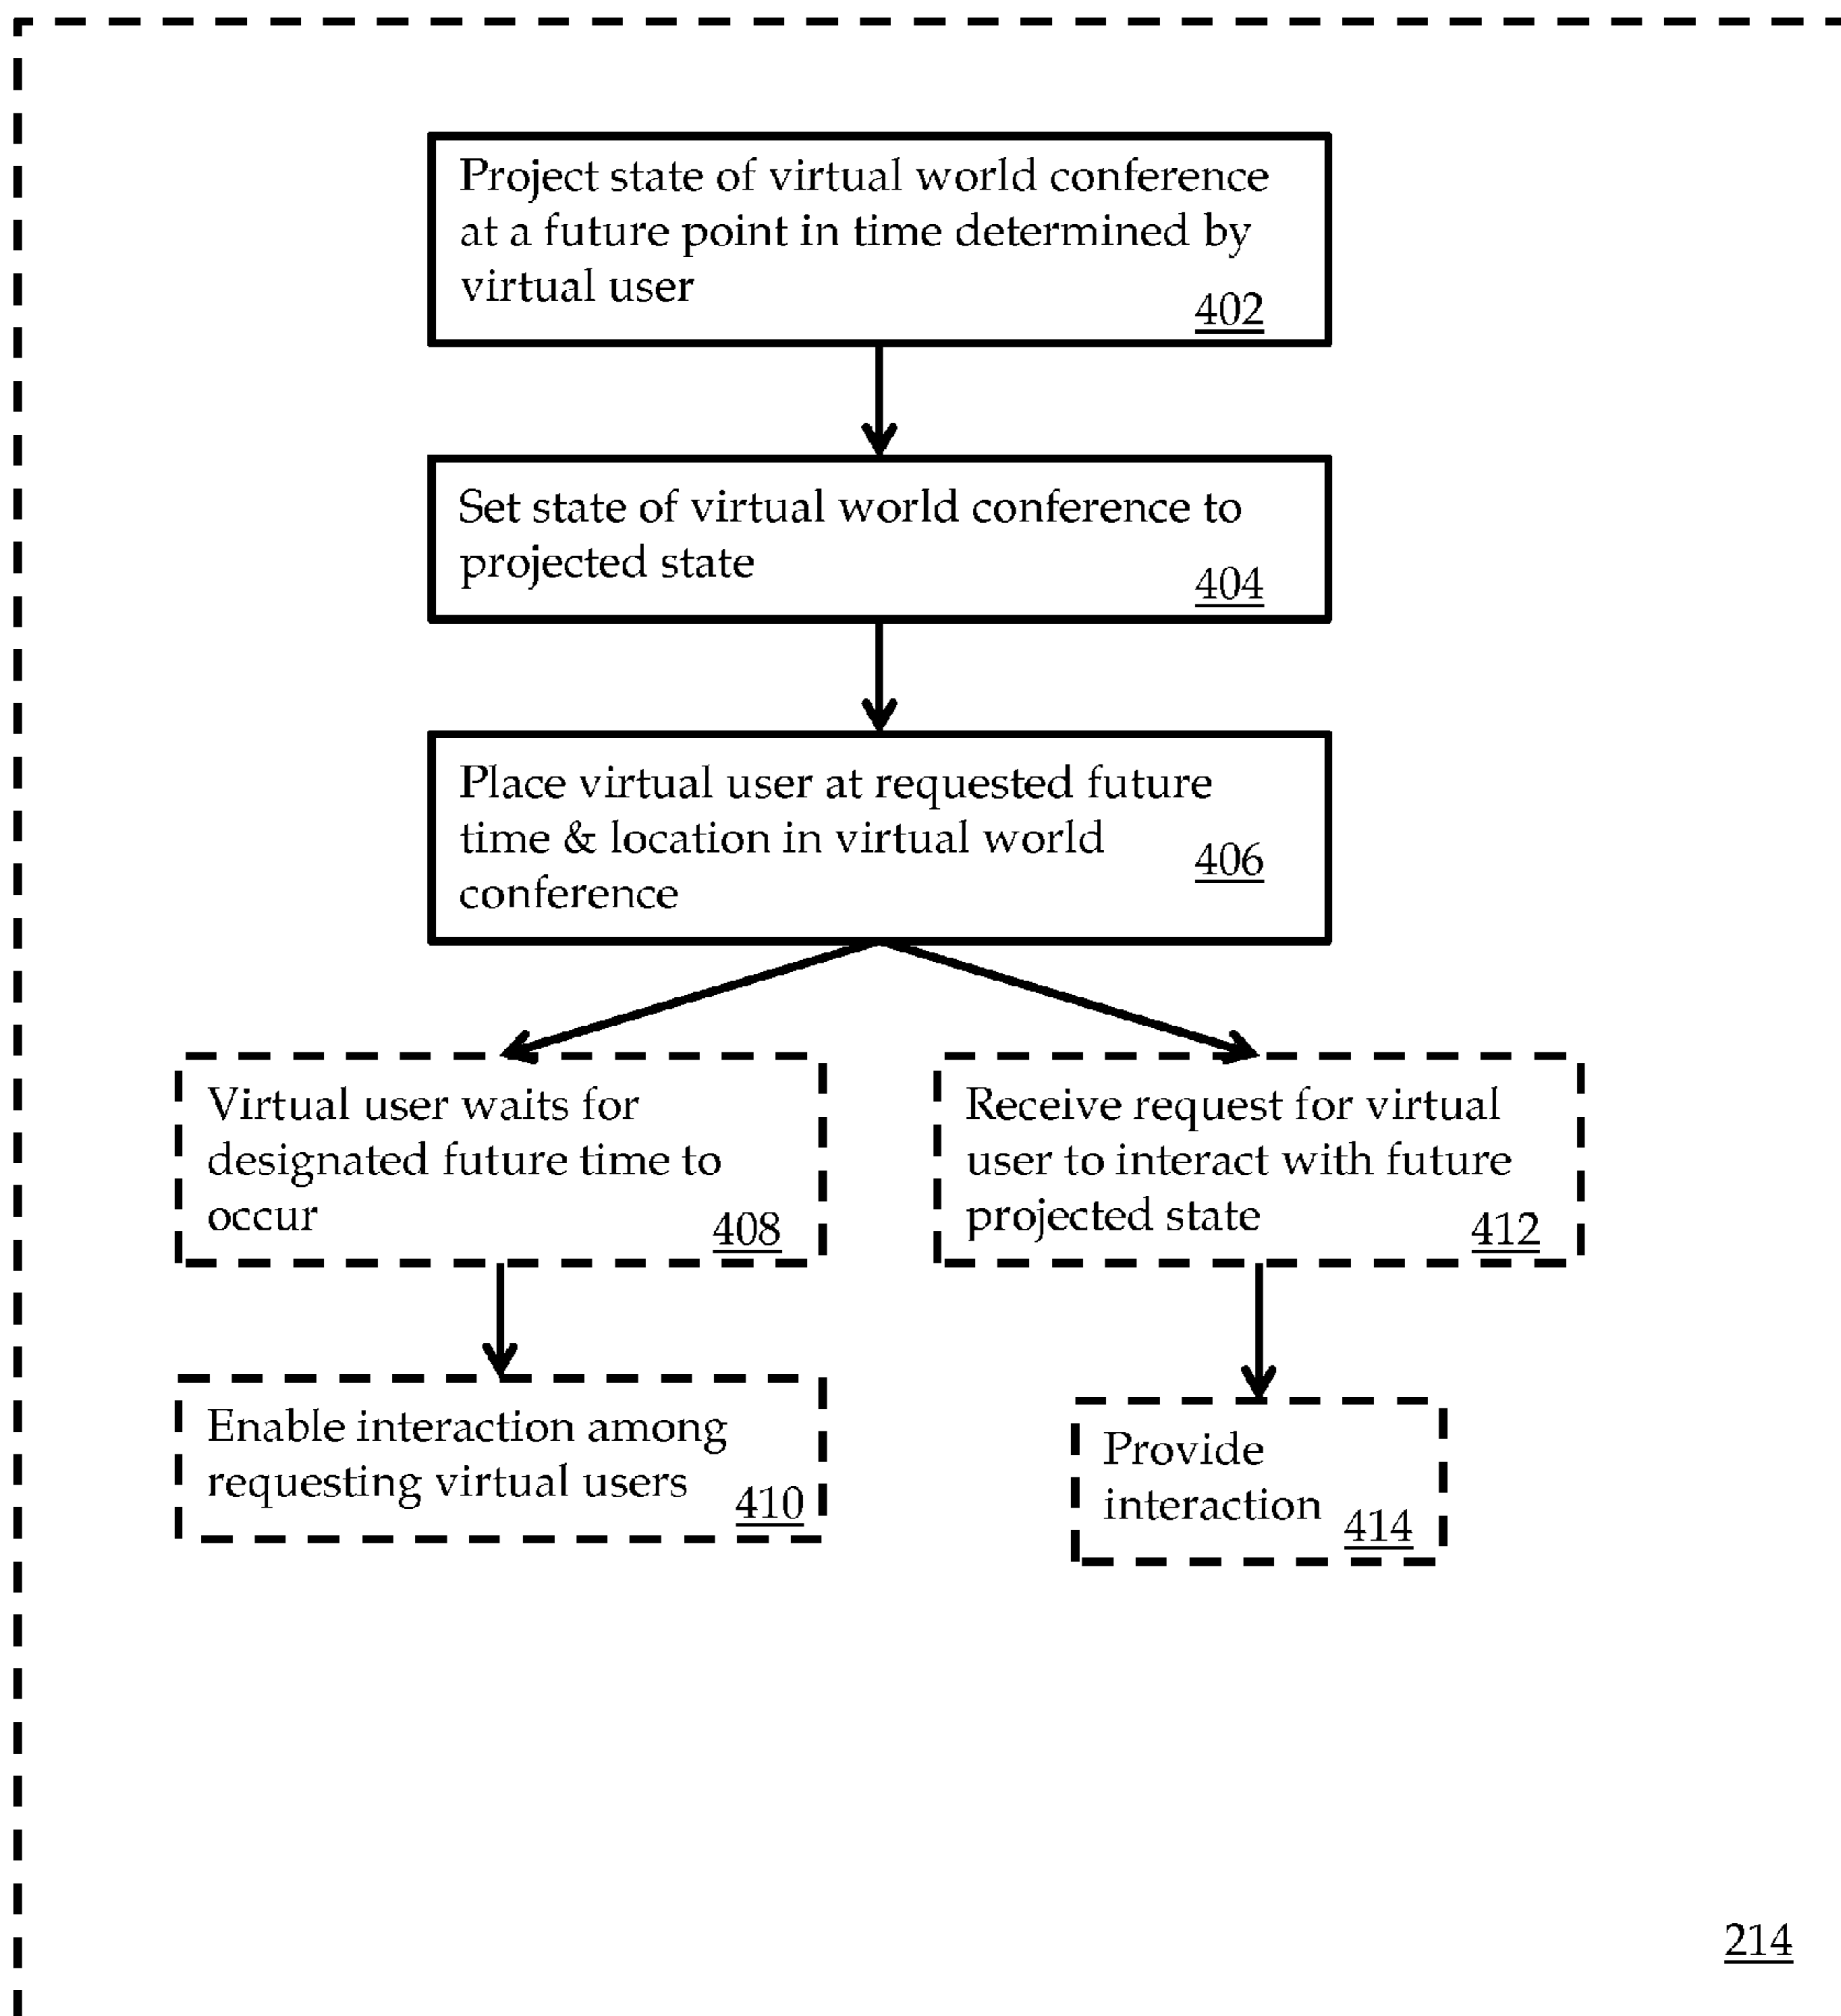 Project state of virtual world conference
at a future point in time determined by
virtual user
402
Set state of virtual world conference to
projected state
404
Place virtual user at requested future
time & location in virtual world
conference
406
Virtual user waits for
designated future time to
occur
408
Enable interaction among
requesting virtual users
410
Receive request for virtual
user to interact with future
projected state
412
Provide
interaction
414
214